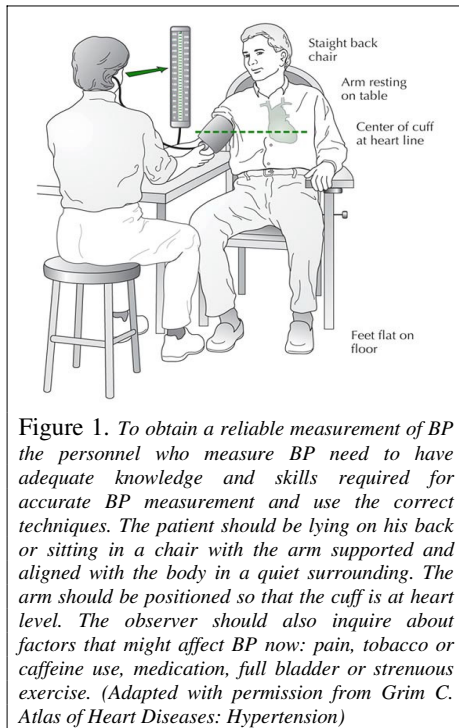 Staight back
chair
Arm resting
on table
Center of cuff
at heart line
Feet flat on
floor
Figure 1. To obtain a reliable measurement of BP
the personnel who measure BP need to have
adequate knowledge and skills required for
accurate BP measurement and use the correct
techniques. The patient should be lying on his back
or sitting in a chair with the arm supported and
aligned with the body in a quiet surrounding. The
arm should be positioned so that the cuff is at heart
level. The observer should also inquire about
factors that might affect BP now: pain, tobacco or
caffeine use, medication, full bladder or strenuous
exercise. (Adapted with permission from Grim C.
Atlas of Heart Diseases: Hypertension)